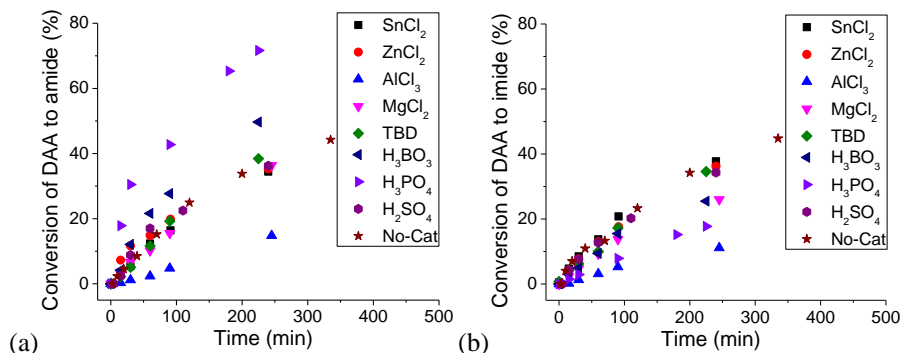 (a)
Conversion of DAA to amide (%)
80
60
40
20
0
0 100 200 300 400 500
Time (min)
SnCl₂
ZnCl₂
AlCl₃
MgCl₂
TBD
H₃BO₃
H₃PO₄
H₂SO₄
No-Cat
(b)
Conversion of DAA to imide (%)
80
60
40
20
0
0 100 200 300 400 500
Time (min)
SnCl₂
ZnCl₂
AlCl₃
MgCl₂
TBD
H₃BO₃
H₃PO₄
H₂SO₄
No-Cat